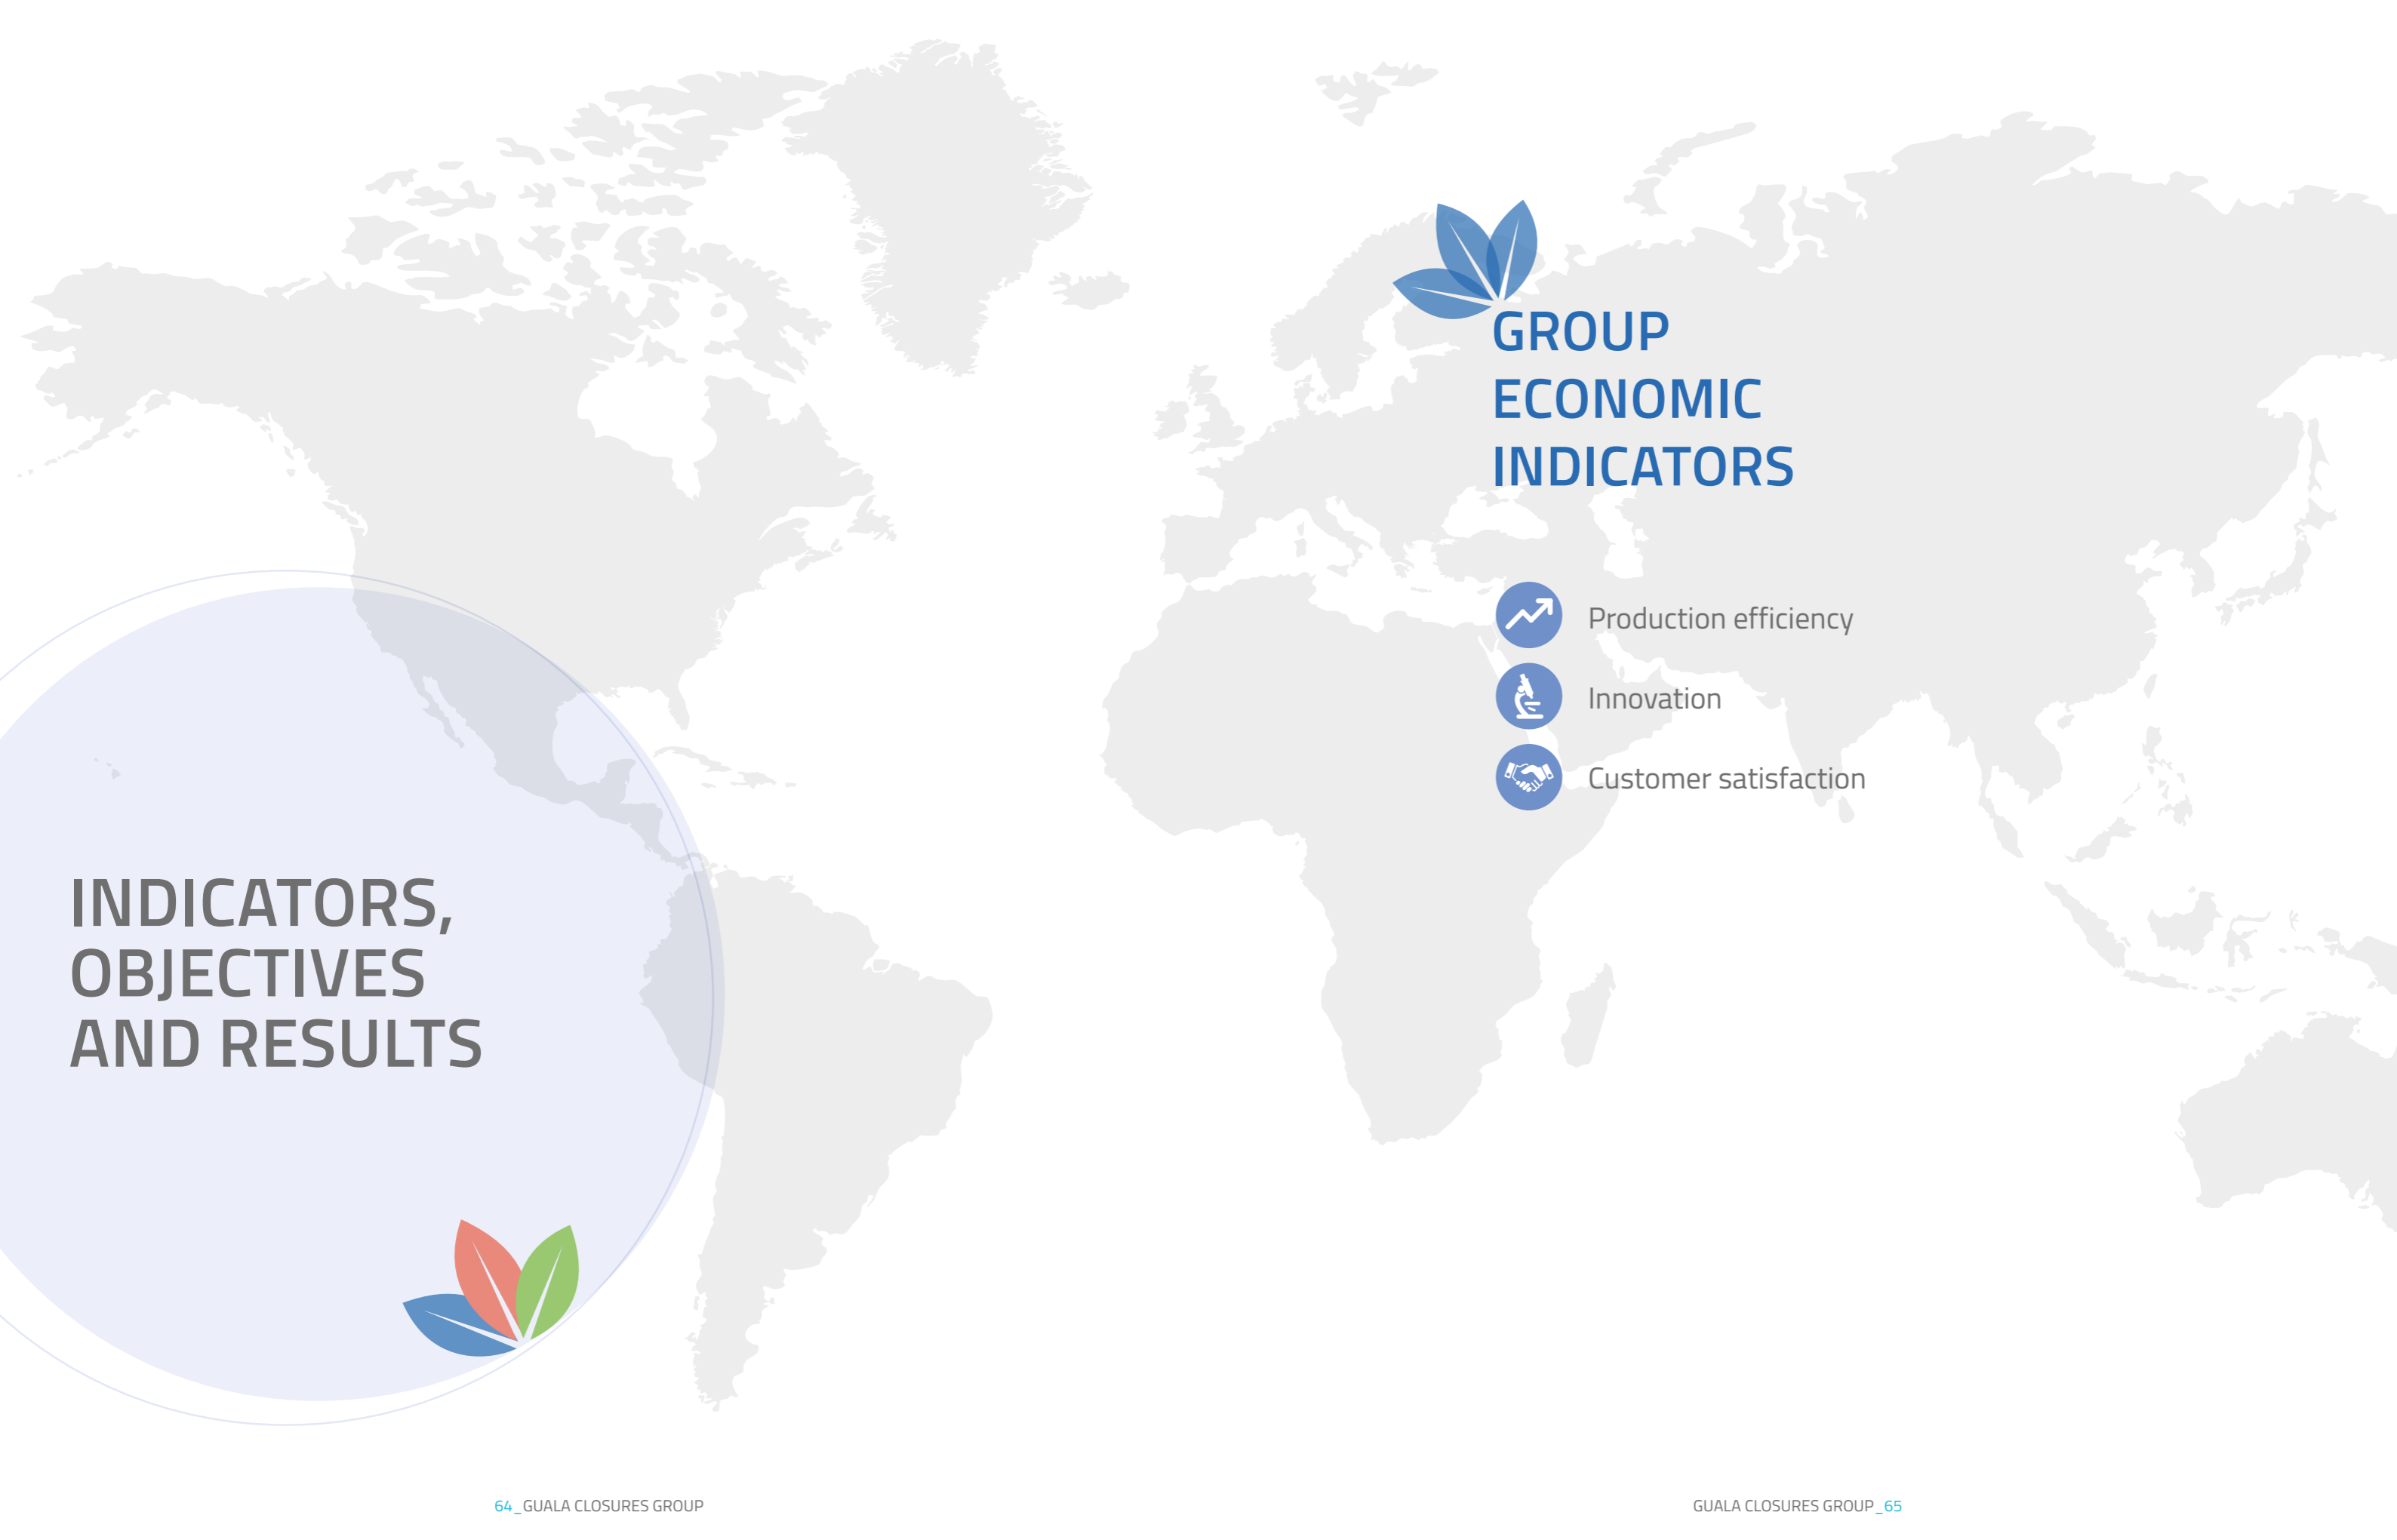 INDICATORS,
OBJECTIVES
AND RESULTS
64_GUALA CLOSURES GROUP
GROUP
ECONOMIC
INDICATORS
Production efficiency
Innovation
Customer satisfaction
GUALA CLOSURES GROUP_65